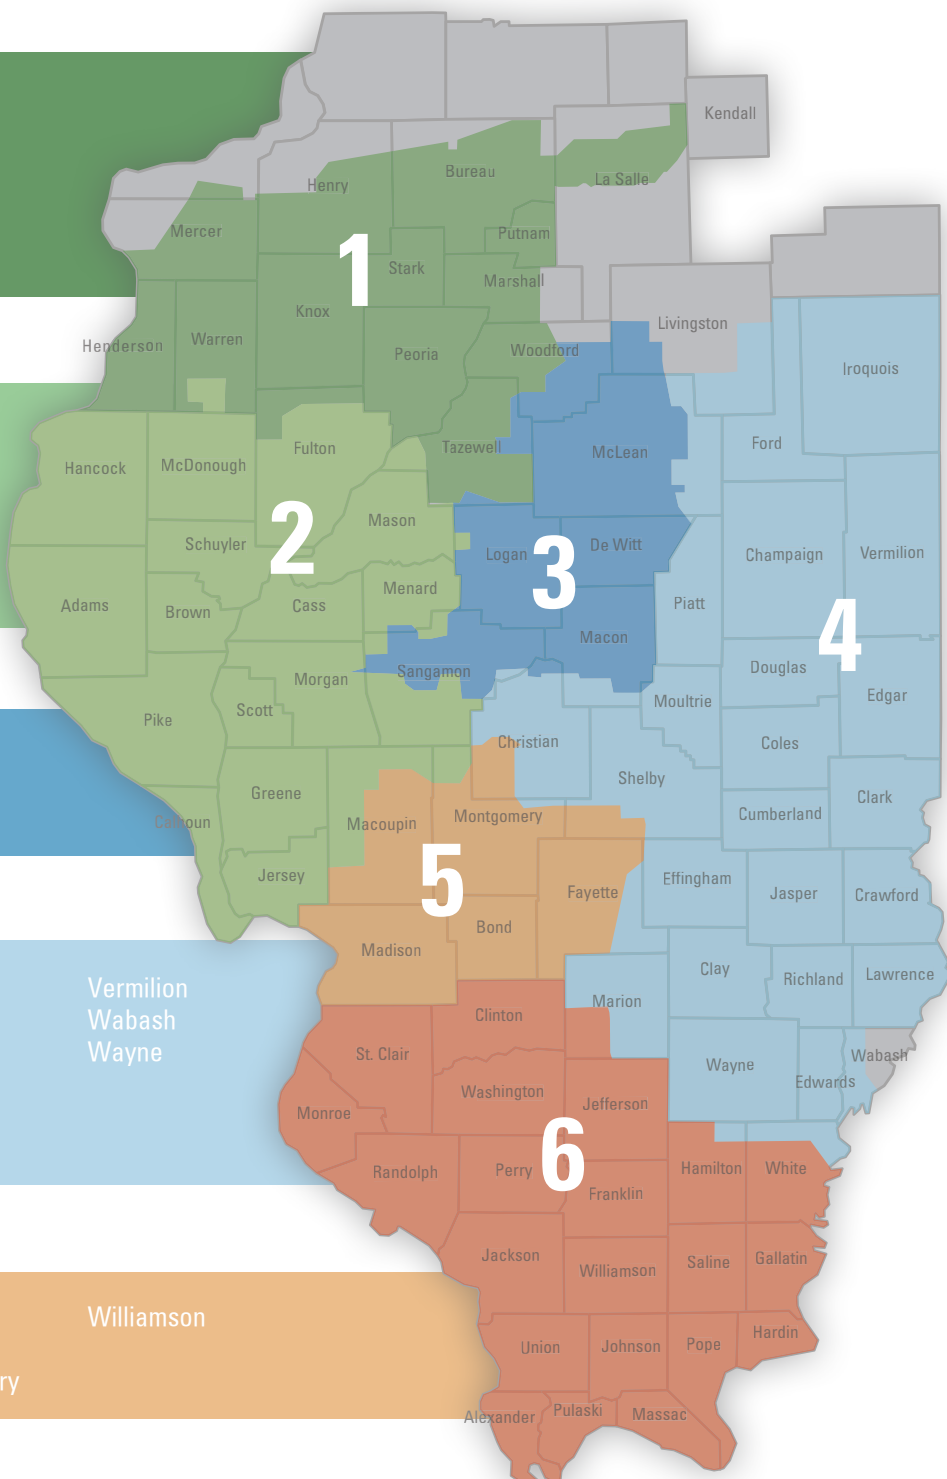 Kendall
Bureau
La Salle
Henry
Mercer
Putnam
1
Stark
Marshall
Knox
Livingston
Henderson
Warren
Peoria
Woodford
Iroquois
Fulton
Tazewell
McLean
Ford
Hancock
McDonough
Mason
2
Schuyler
Logan
3
De Witt
Champaign
Vermilion
Adams
Brown
Cass
Menard
Piatt
4
Macon
Douglas
Morgan
Sangamon
Edgar
Scott
Moultrie
Pike
Christian
Coles
Shelby
Greene
Clark
Calhoun
Macoupin
Montgomery
Cumberland
Jersey
5
Fayette
Effingham
Jasper
Crawford
Bond
Madison
Clay
Richland
Lawrence
Vermilion
Wabash
Wayne
Marion
Clinton
St. Clair
Wayne
Wabash
Edwards
Washington
Jefferson
Monroe
6
Randolph
Perry
Hamilton
White
Franklin
Jackson
Williamson
Saline
Gallatin
Williamson
Union
Johnson
Pope
Hardin
ry
Alexander
Pulaski
Massac